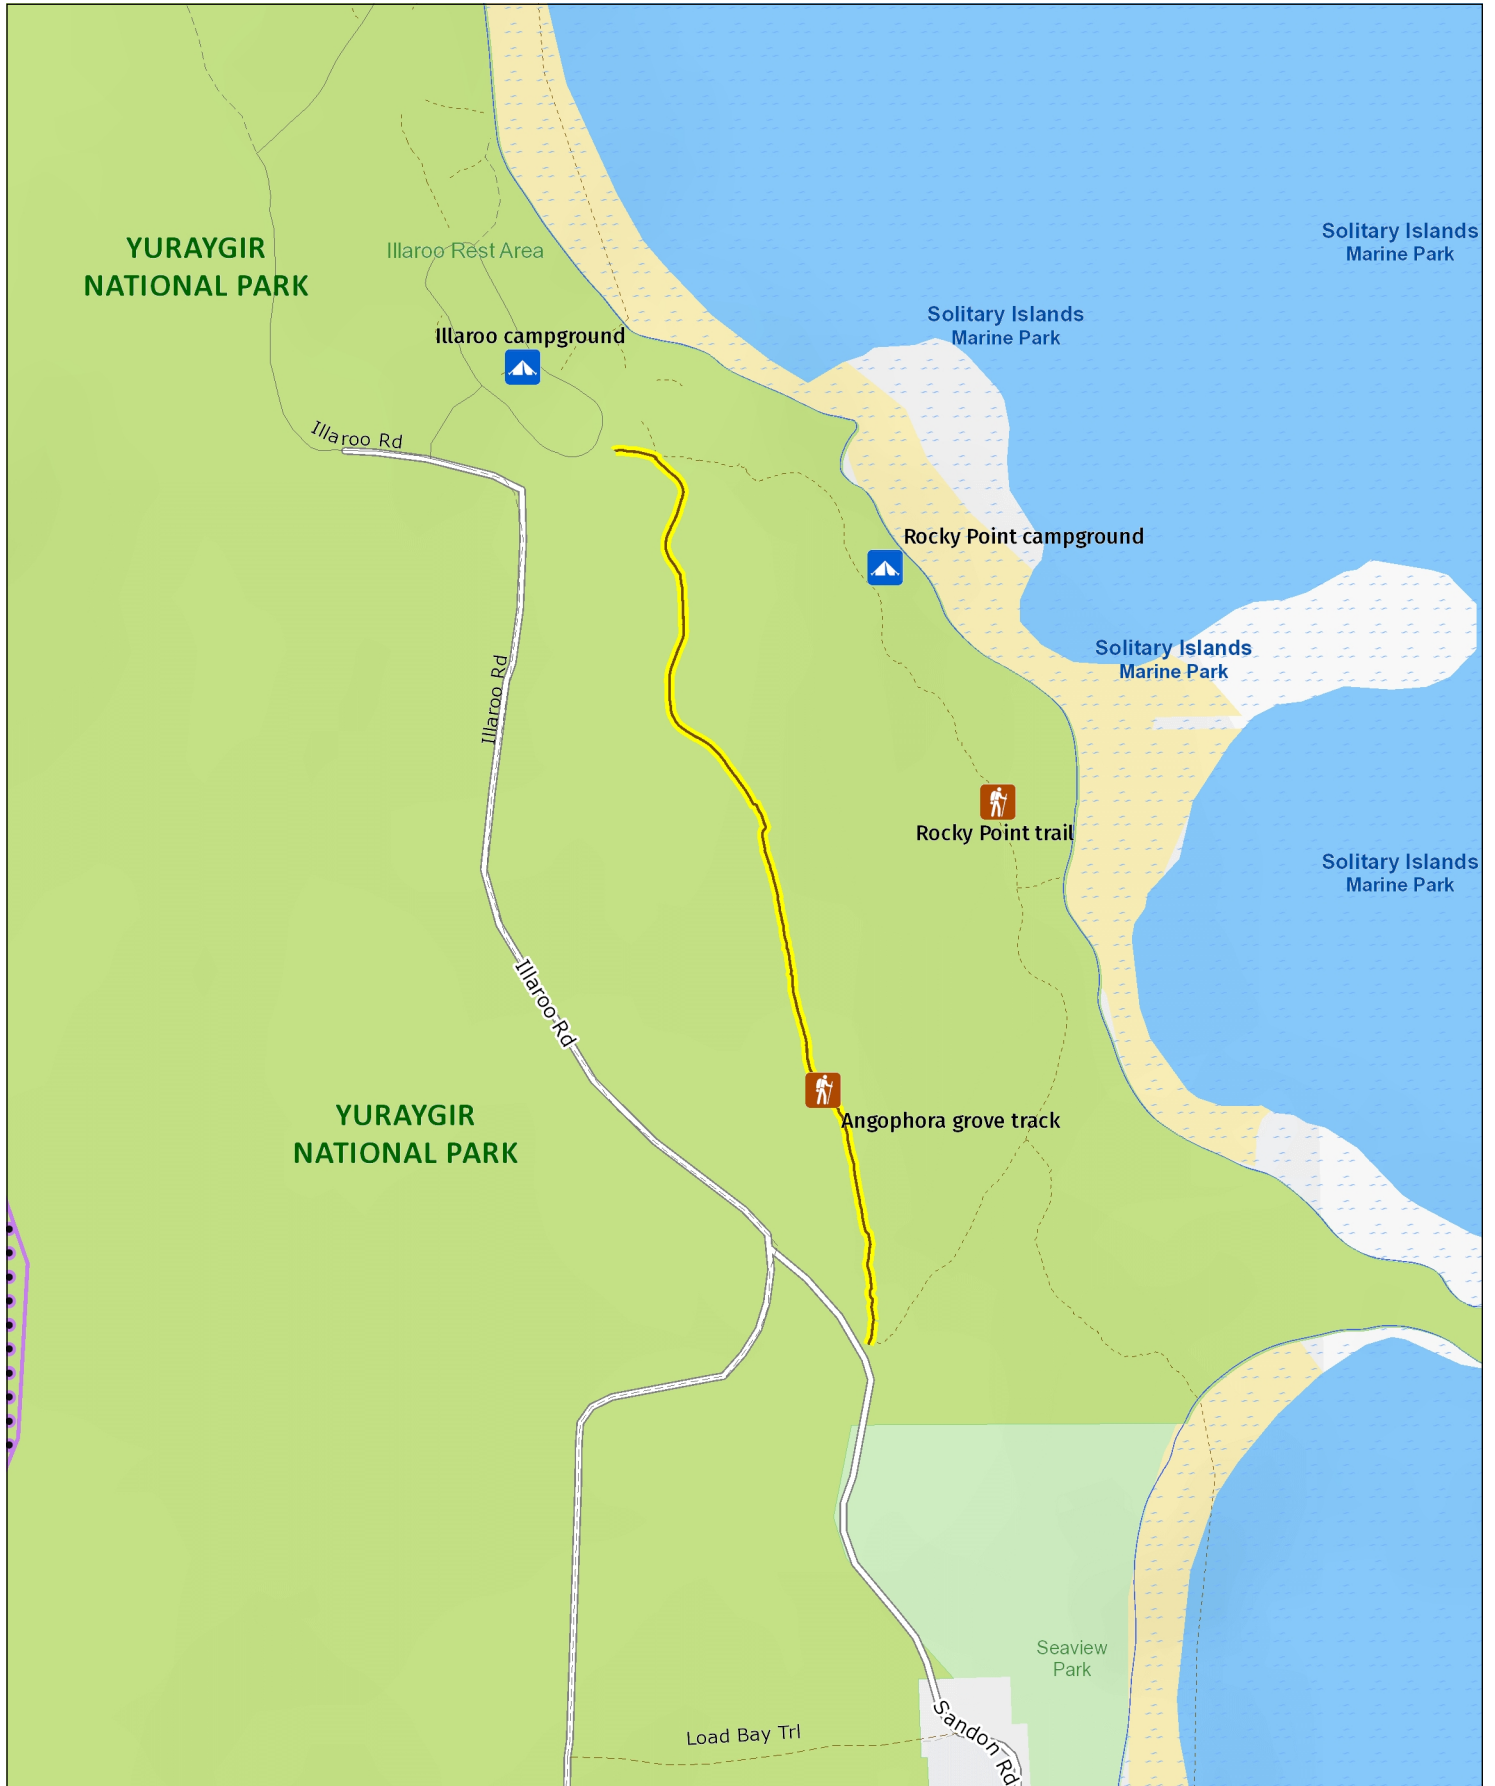 YURAYGIR
NATIONAL PARK
Illaroo Rest Area
Solitary Islands
Marine Park
Solitary Islands
Marine Park
Illaroo campground
Illaroo Rd
Rocky Point campground
Solitary Islands
Marine Park
Illaroo Rd
Rocky Point trail
Solitary Islands
Marine Park
Illaroo Rd
YURAYGIR
NATIONAL PARK
Angophora grove track
Seaview
Park
Load Bay Trl
Sandon Rd